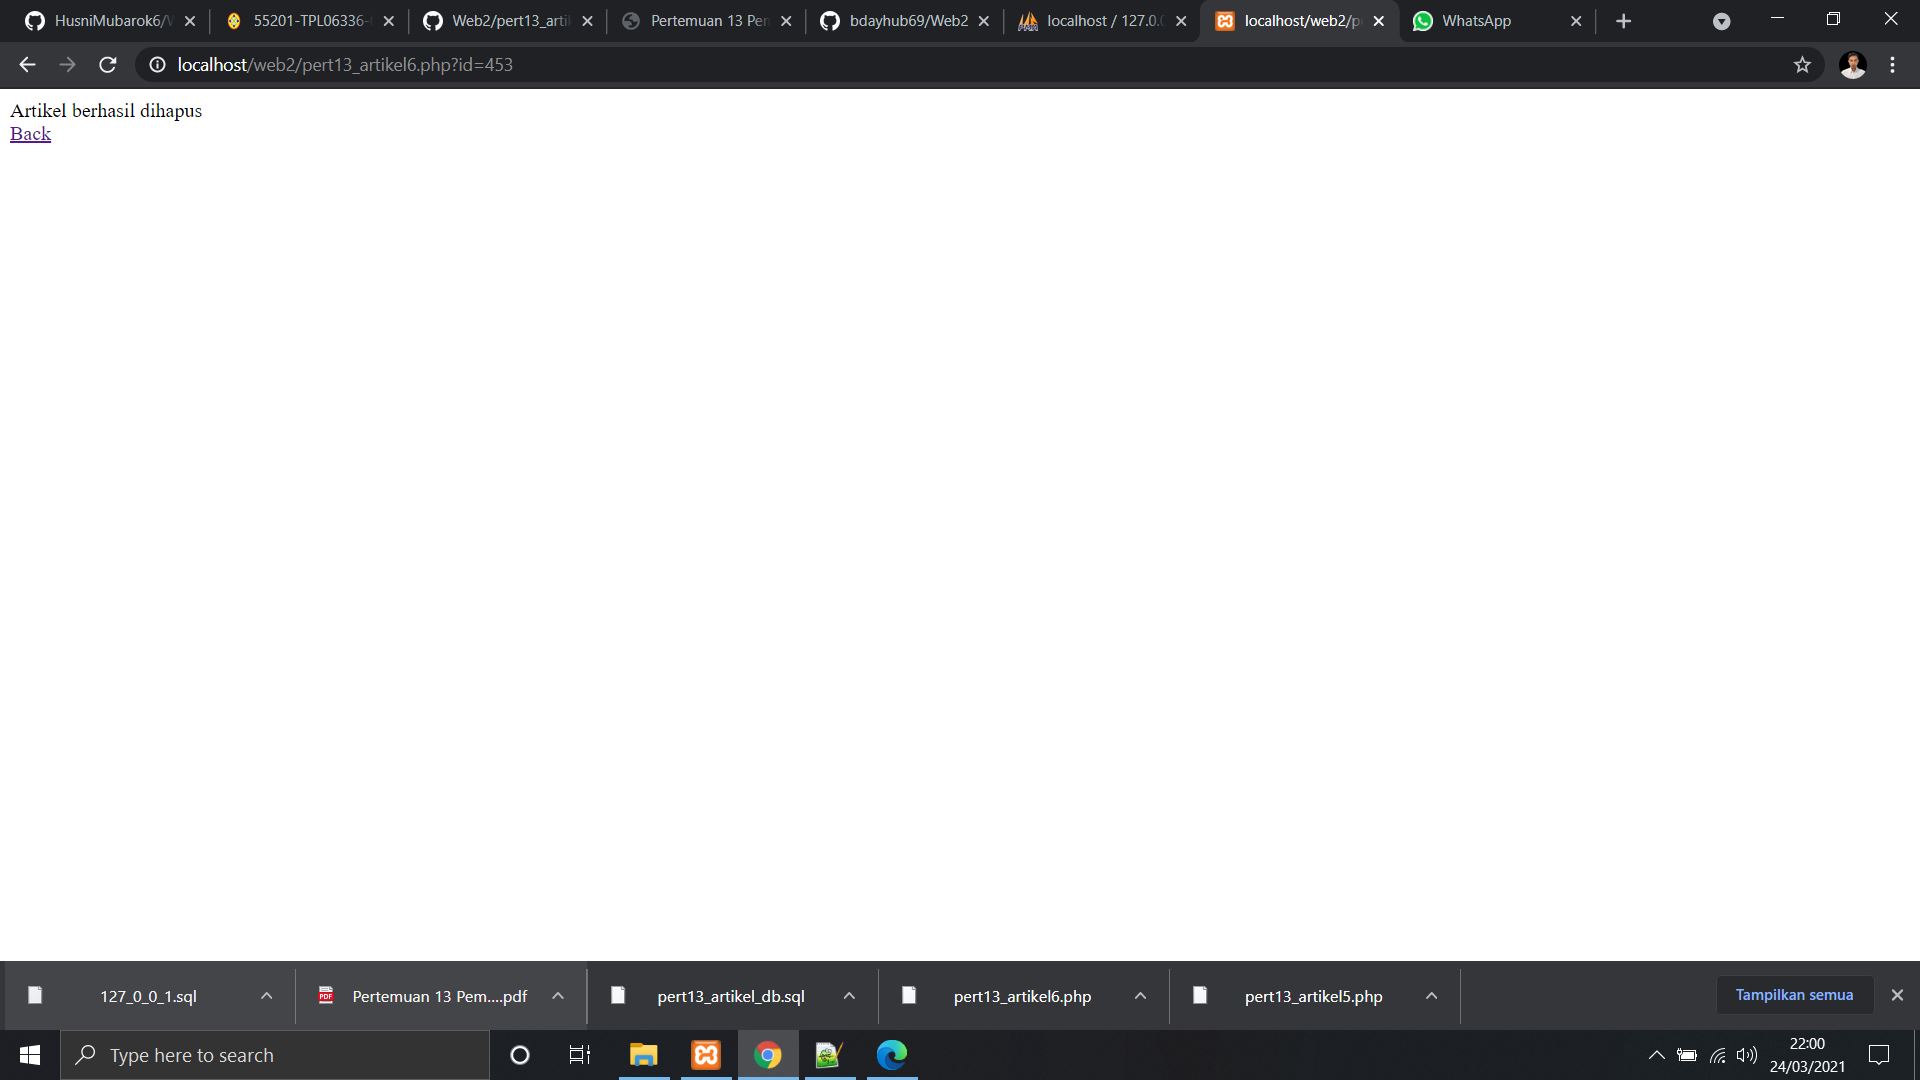 HusniMubarok6/W
55201-TPL06336-
Web2/pert13_arti
Pertemuan 13 Pem
bdayhub69/Web2
localhost / 127.0.0
localhost/web2/p
WhatsApp
localhost/web2/pert13_artikel6.php?id=453
Artikel berhasil dihapus
Back
127_0_0_1.sql
Pertemuan 13 Pem....pdf
pert13_artikel_db.sql
pert13_artikel6.php
pert13_artikel5.php
Tampilkan semua
Type here to search
22:00
24/03/2021